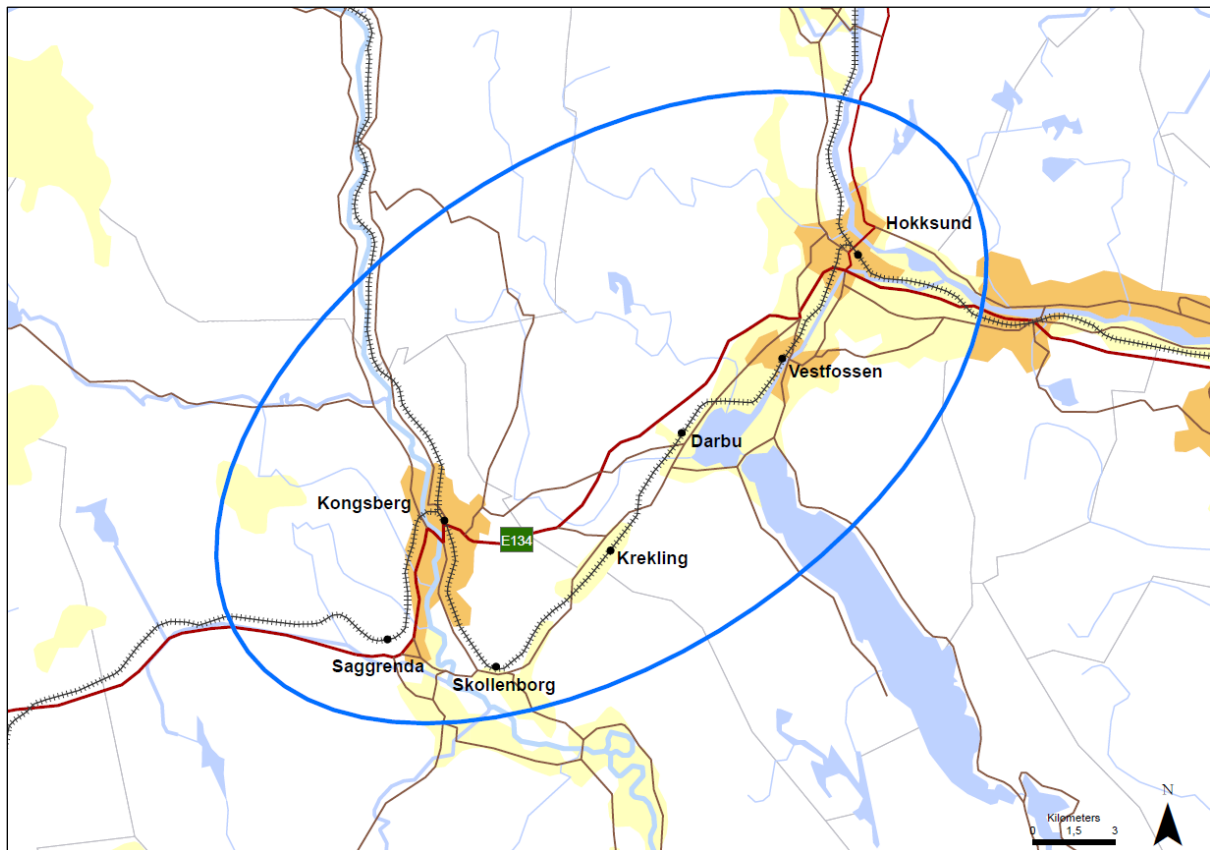 Hokksund
Vestfossen
Darbu
Kongsberg
E134
Krekling
Saggrenda
Skollenborg
N
Kilometers
0 1,5 3